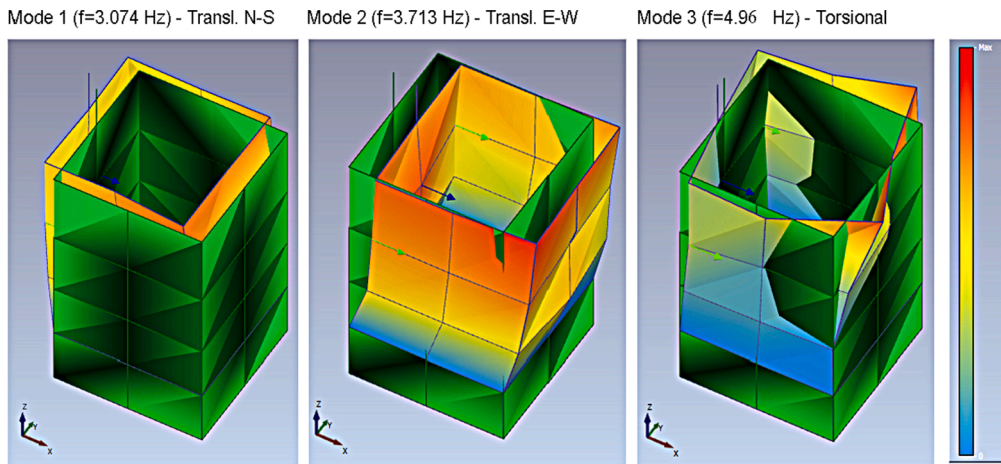 Mode 1 (f=3.074 Hz) - Transl. N-S
Mode 2 (f=3.713 Hz) - Transl. E-W
Mode 3 (f=4.96 Hz) - Torsional
Max
0
Z
Y
X
Z
Y
X
Z
Y
X